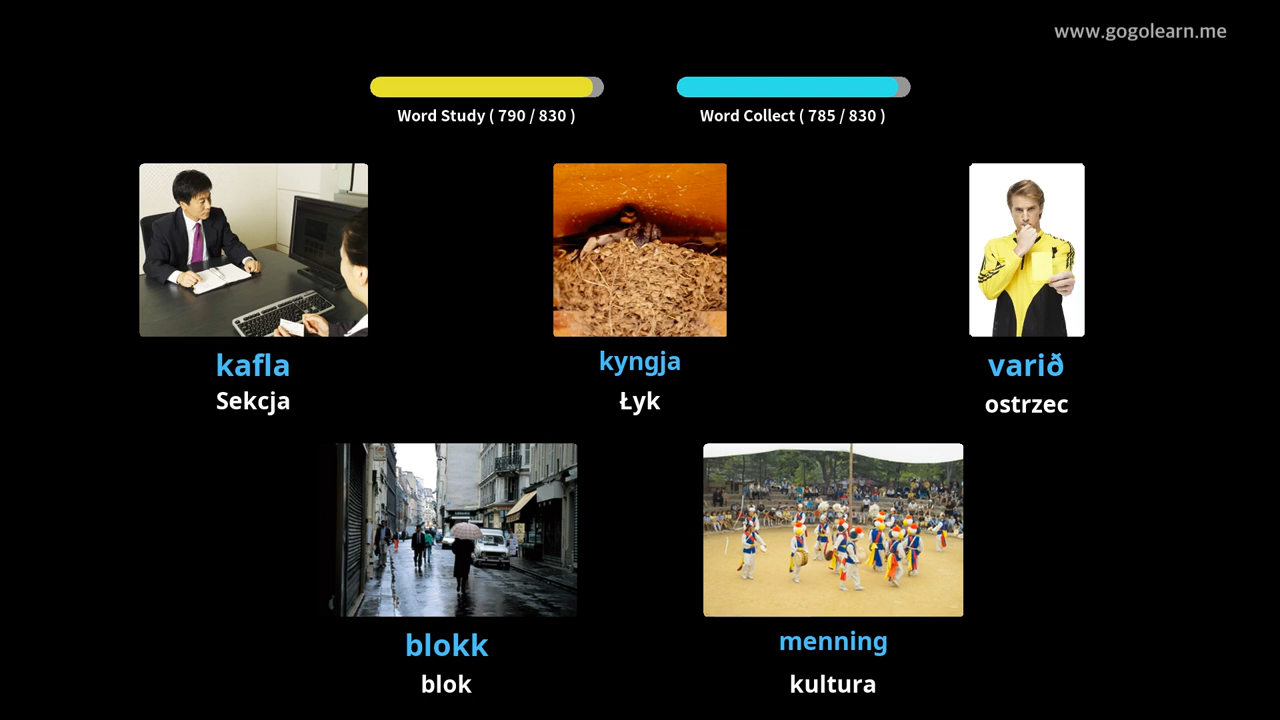 www.gogolearn.me
Word Study ( 790 / 830 )
Word Collect ( 785 / 830 )
kafla
Sekcja
kyngja
Łyk
varið
ostrzec
blokk
blok
menning
kultura